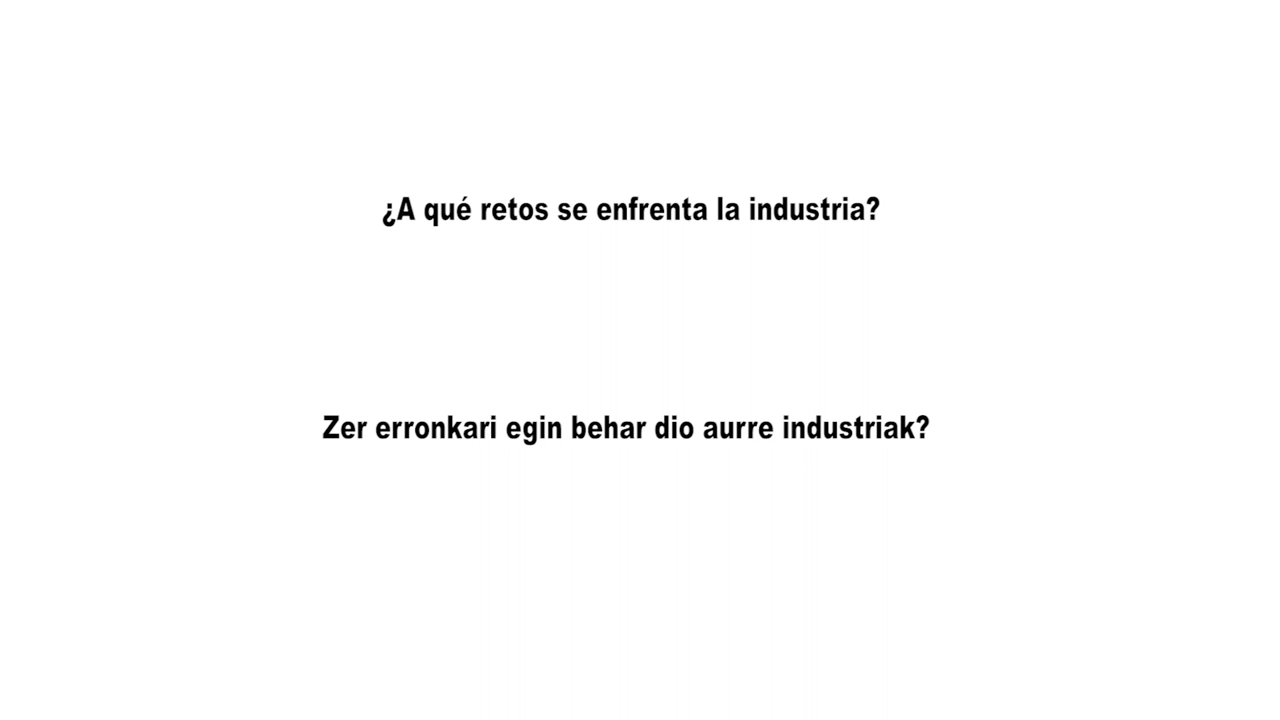 ¿A qué retos se enfrenta la industria?
Zer erronkari egin behar dio aurre industriak?